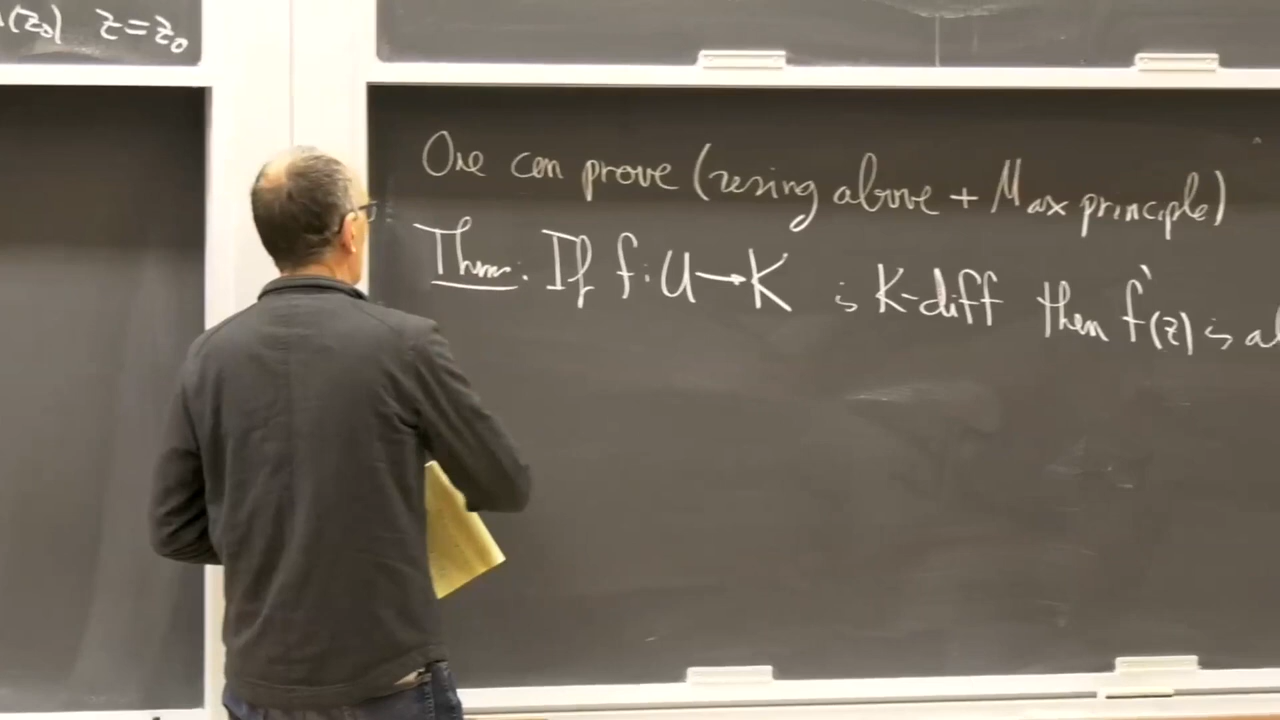 (z₀) z=z₀
One can prove (using above + Max principle)
Thm: If f:U→K is K-diff then f'(z) is